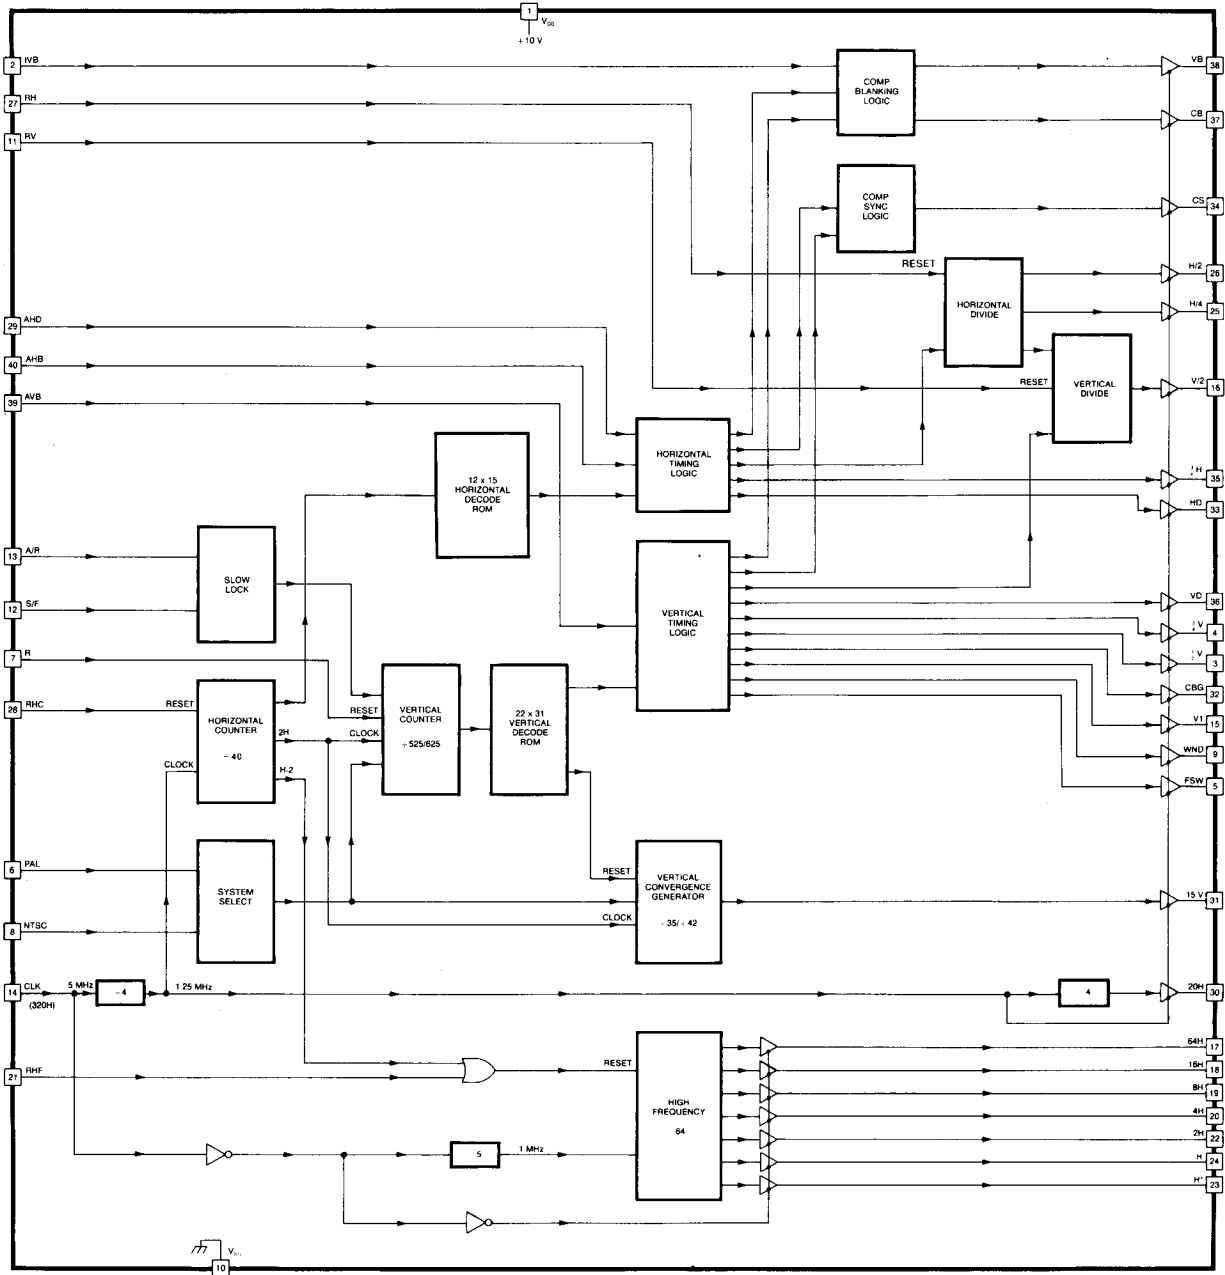 1
V
+10 V
2 IVB
27 RH
11 RV
COMP
BLANKING
LOGIC
VB 38
CB 37
COMP
SYNC
LOGIC
CS 34
RESET
HORIZONTAL
DIVIDE
H/2 26
H/4 25
29 AHD
40 AHB
39 AVB
RESET
VERTICAL
DIVIDE
V/2 16
HORIZONTAL
TIMING
LOGIC
12 x 15
HORIZONTAL
DECODE
ROM
H 35
HD 33
13 A/R
12 S/F
SLOW
LOCK
VERTICAL
TIMING
LOGIC
VD 36
V 4
V 3
CBG 32
V1 15
WND 9
FSW 5
7 R
28 RHC
RESET
HORIZONTAL
COUNTER
÷ 40
CLOCK
2H
H-2
RESET
CLOCK
VERTICAL
COUNTER
÷ 525/625
22 x 31
VERTICAL
DECODE
ROM
6 PAL
8 NTSC
SYSTEM
SELECT
RESET
CLOCK
VERTICAL
CONVERGENCE
GENERATOR
÷ 35/÷ 42
15 V 31
14 CLK
(320H)
5 MHz
÷4
1.25 MHz
4
20H 30
21 RHF
RESET
HIGH
FREQUENCY
64
64H 17
16H 18
8H 19
4H 20
2H 22
H 24
H' 23
5
1 MHz
V
10